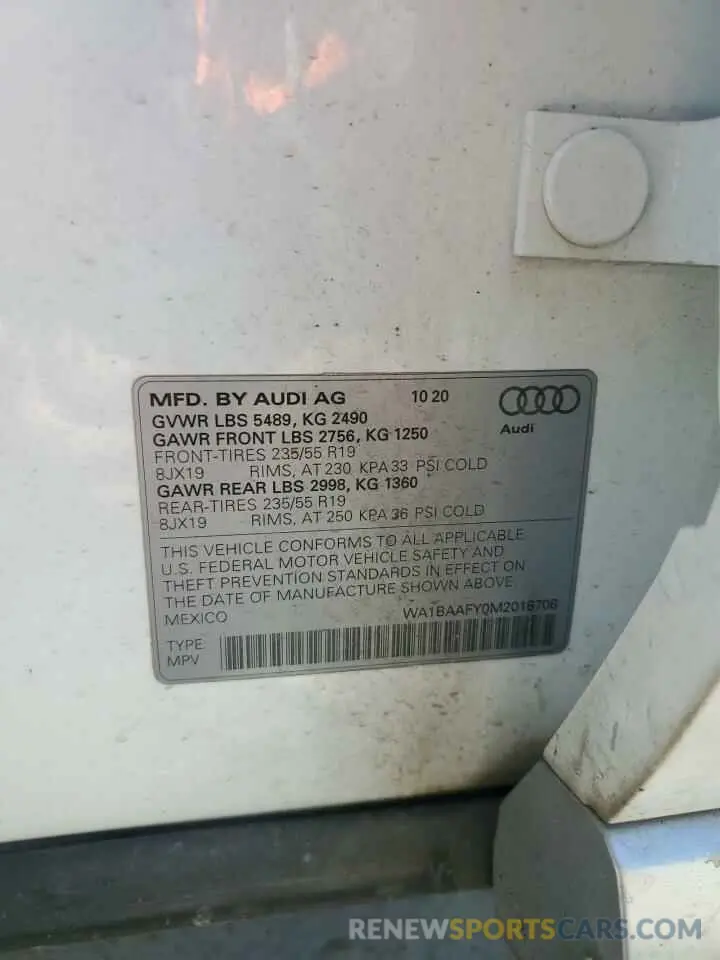 MFD. BY AUDI AG 10 20
GVWR LBS 5489, KG 2490
Audi
GAWR FRONT LBS 2756, KG 1250
FRONT-TIRES 235/55 R19
8JX19 RIMS, AT 230 KPA 33 PSI COLD
GAWR REAR LBS 2998, KG 1360
REAR-TIRES 235/55 R19
8JX19 RIMS, AT 250 KPA 36 PSI COLD
THIS VEHICLE CONFORMS TO ALL APPLICABLE
U.S. FEDERAL MOTOR VEHICLE SAFETY AND
THEFT PREVENTION STANDARDS IN EFFECT ON
THE DATE OF MANUFACTURE SHOWN ABOVE
MEXICO WA1BAAFY0M2016706
TYPE:
MPV
RENEWSPORTSCARS.COM